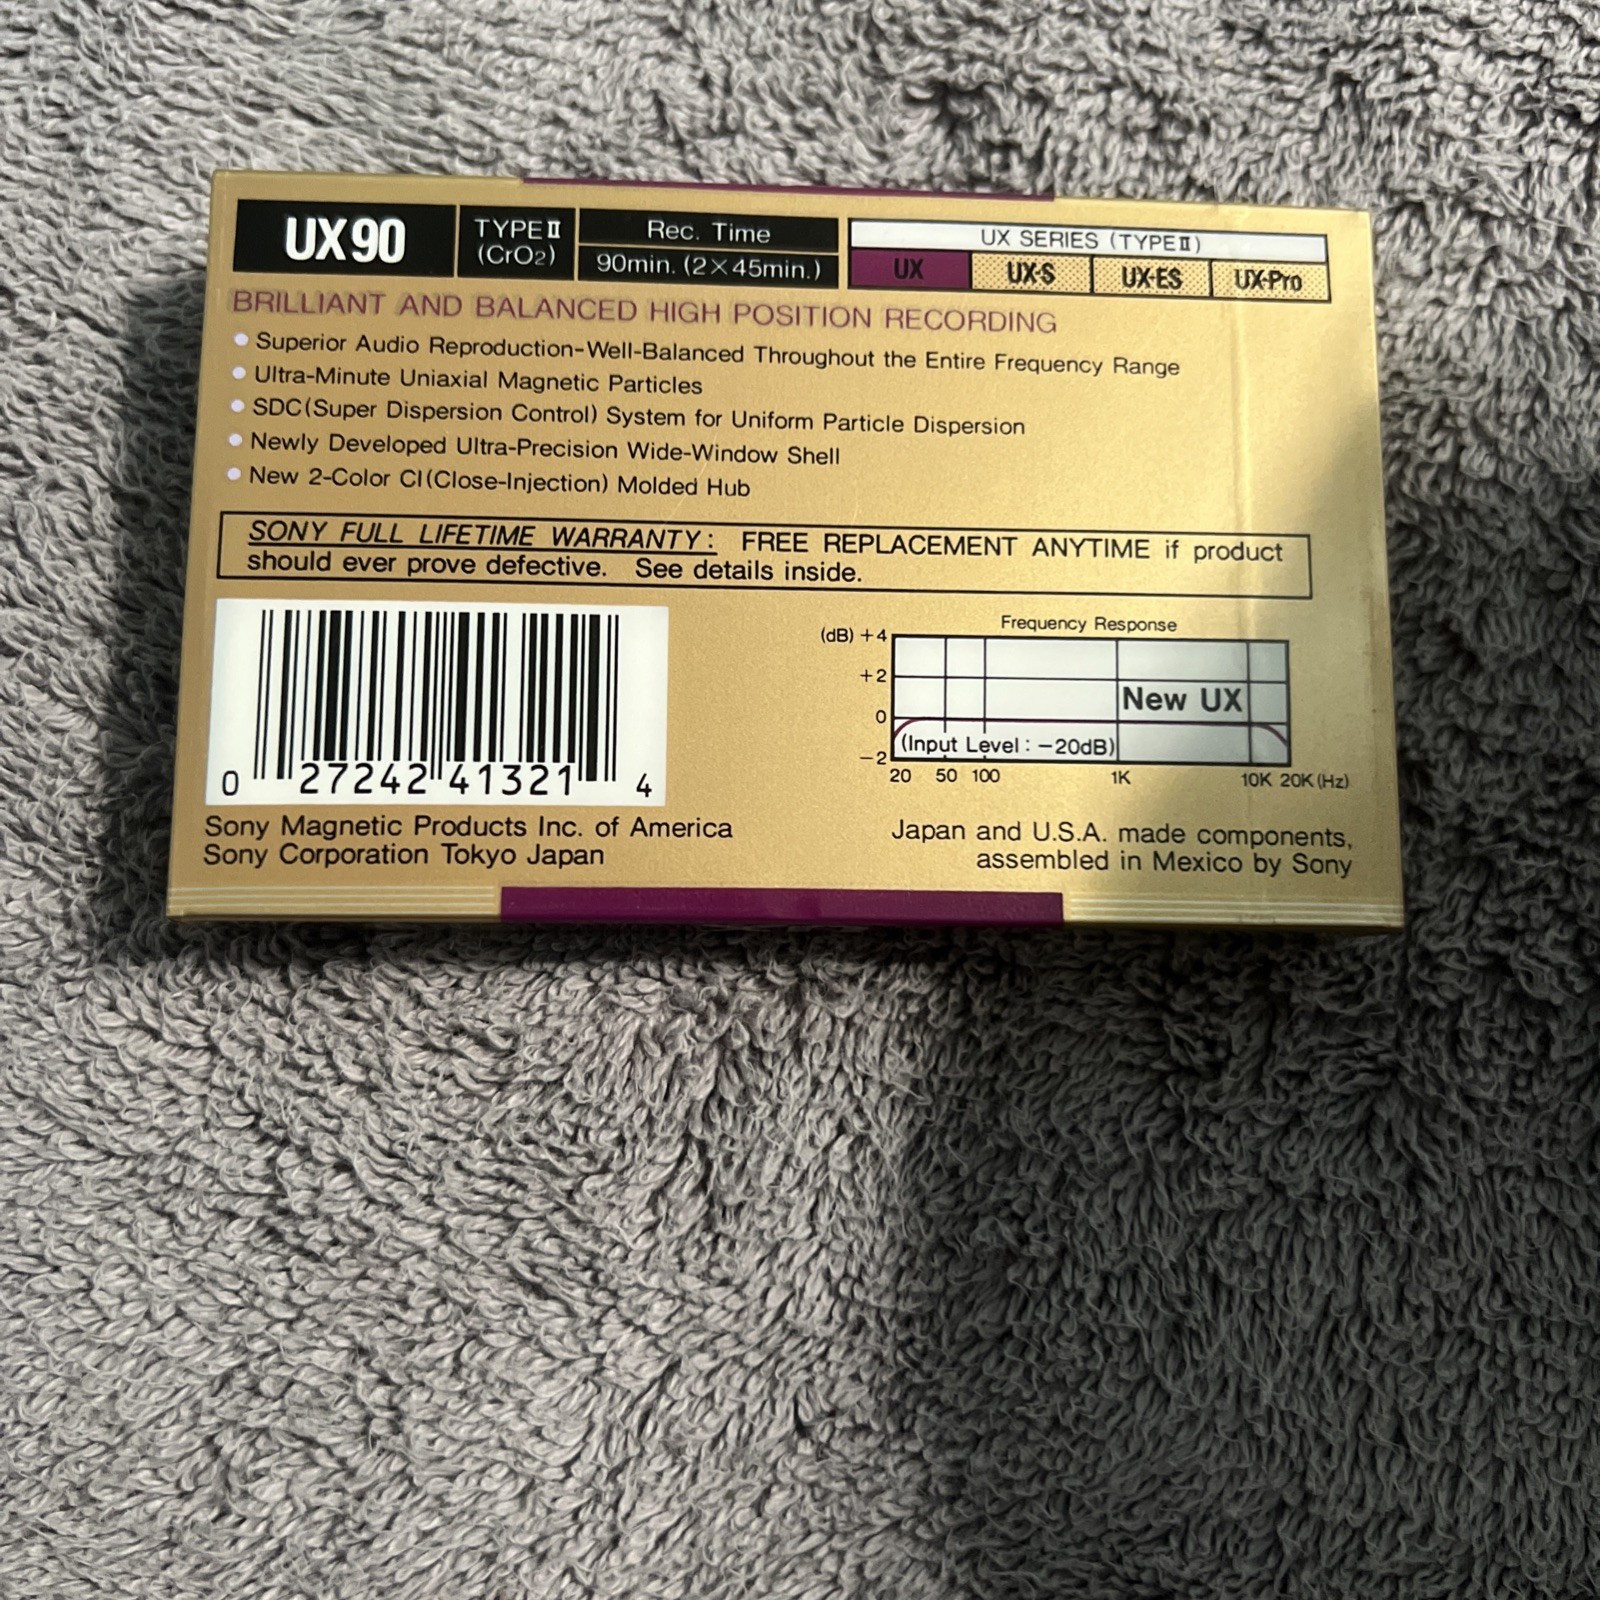 UX90
TYPE II
(CrO2)
Rec. Time
90min. (2×45min.)
UX SERIES (TYPE II)
UX UX-S UX-ES UX-Pro
BRILLIANT AND BALANCED HIGH POSITION RECORDING
● Superior Audio Reproduction-Well-Balanced Throughout the Entire Frequency Range
● Ultra-Minute Uniaxial Magnetic Particles
● SDC(Super Dispersion Control) System for Uniform Particle Dispersion
● Newly Developed Ultra-Precision Wide-Window Shell
● New 2-Color CI(Close-Injection) Molded Hub
SONY FULL LIFETIME WARRANTY: FREE REPLACEMENT ANYTIME if product
should ever prove defective. See details inside.
0 27242 41321 4
Sony Magnetic Products Inc. of America
Sony Corporation Tokyo Japan
Frequency Response
(dB) +4
+2
0
−2
New UX
(Input Level : −20dB)
20 50 100 1K 10K 20K (Hz)
Japan and U.S.A. made components,
assembled in Mexico by Sony